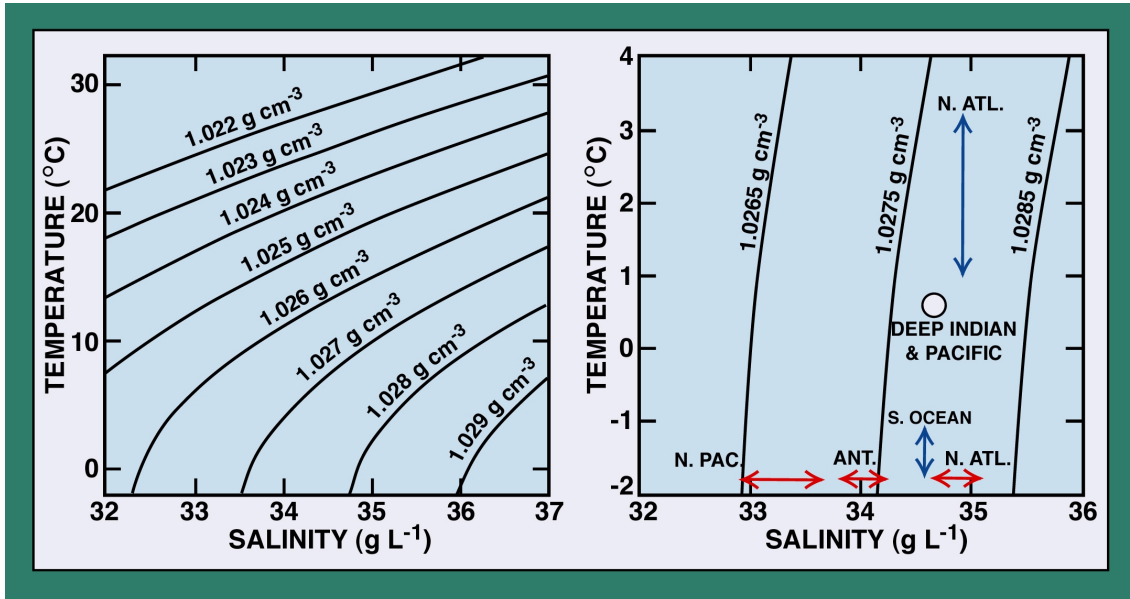 30
20
10
0
TEMPERATURE (°C)
1.022 g cm-3
1.023 g cm-3
1.024 g cm-3
1.025 g cm-3
1.026 g cm-3
1.027 g cm-3
1.028 g cm-3
1.029 g cm-3
32 33 34 35 36 37
SALINITY (g L-1)
4
3
2
1
0
-1
-2
TEMPERATURE (°C)
1.0265 g cm-3
1.0275 g cm-3
1.0285 g cm-3
N. ATL.
DEEP INDIAN
& PACIFIC
S. OCEAN
N. PAC. ANT. N. ATL.
32 33 34 35 36
SALINITY (g L-1)